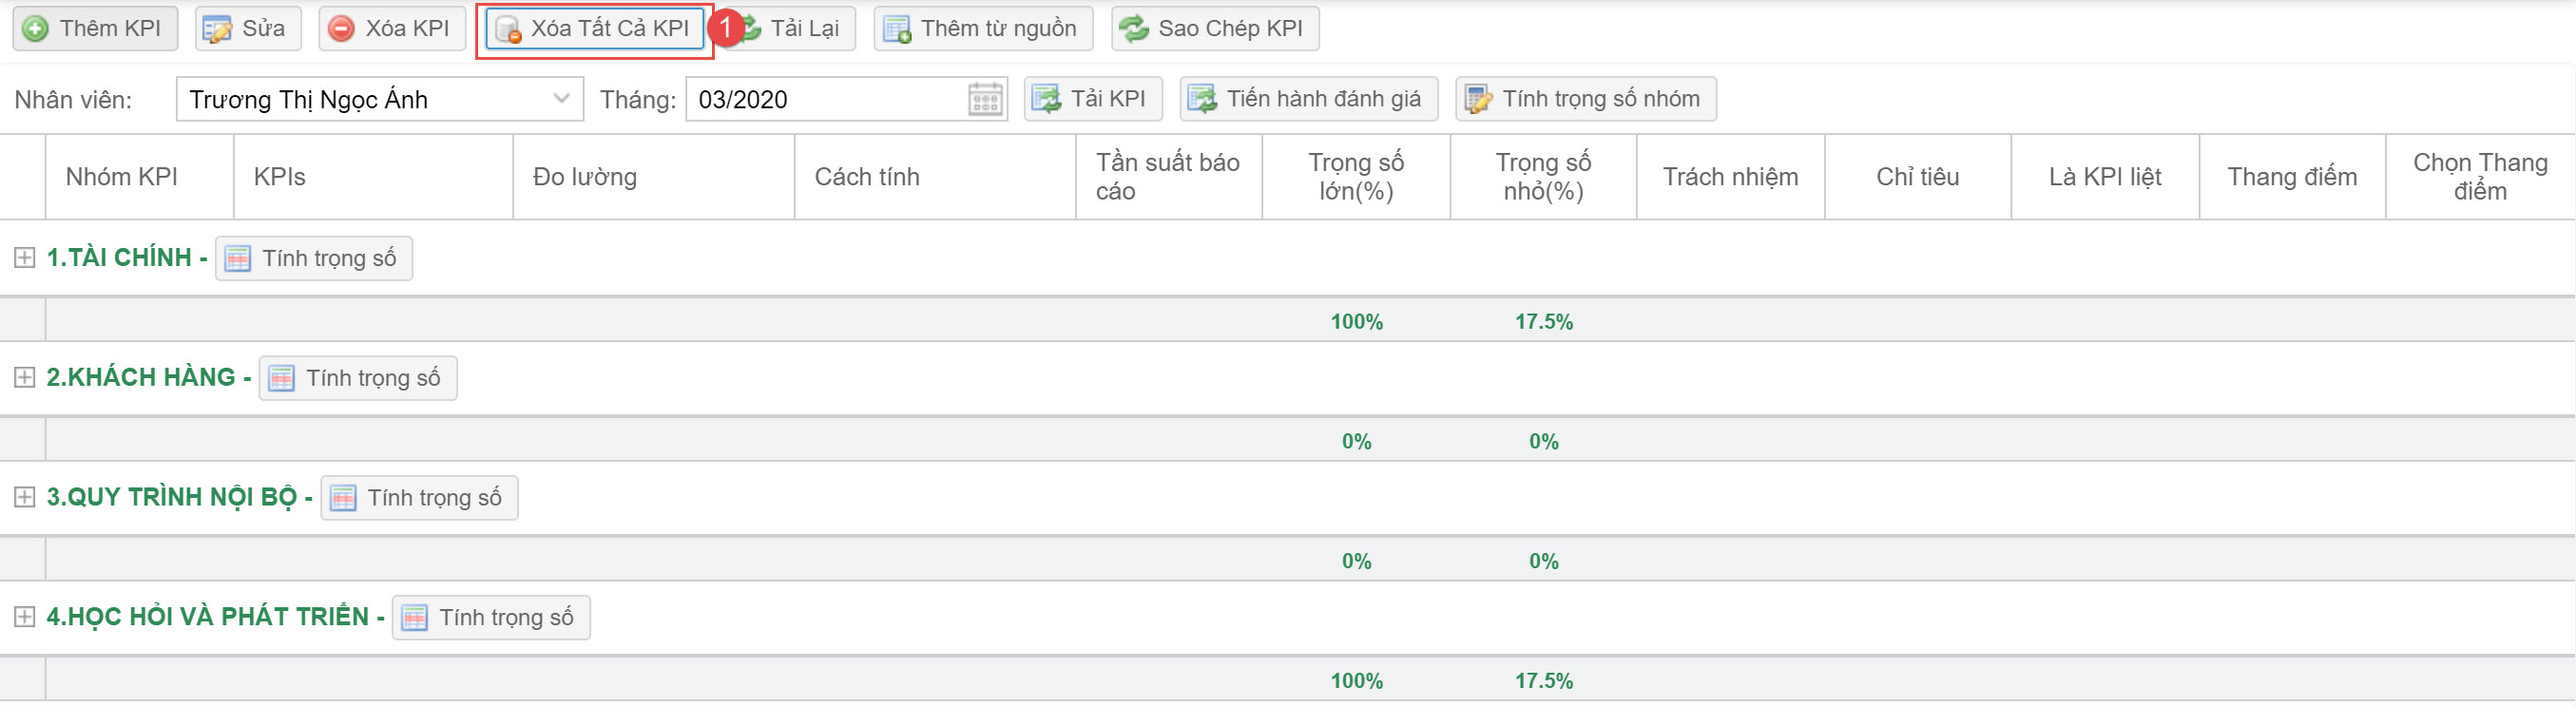 Thêm KPI Sửa Xóa KPI Xóa Tất Cả KPI 1 Tải Lại Thêm từ nguồn Sao Chép KPI
Nhân viên: Trương Thị Ngọc Ánh Tháng: 03/2020 Tải KPI Tiến hành đánh giá Tính trọng số nhóm
Nhóm KPI KPIs Đo lường Cách tính Tần suất báo cáo Trọng số lớn(%) Trọng số nhỏ(%) Trách nhiệm Chỉ tiêu Là KPI liệt Thang điểm Chọn Thang điểm
1.TÀI CHÍNH - Tính trọng số
100% 17.5%
2.KHÁCH HÀNG - Tính trọng số
0% 0%
3.QUY TRÌNH NỘI BỘ - Tính trọng số
0% 0%
4.HỌC HỎI VÀ PHÁT TRIỂN - Tính trọng số
100% 17.5%